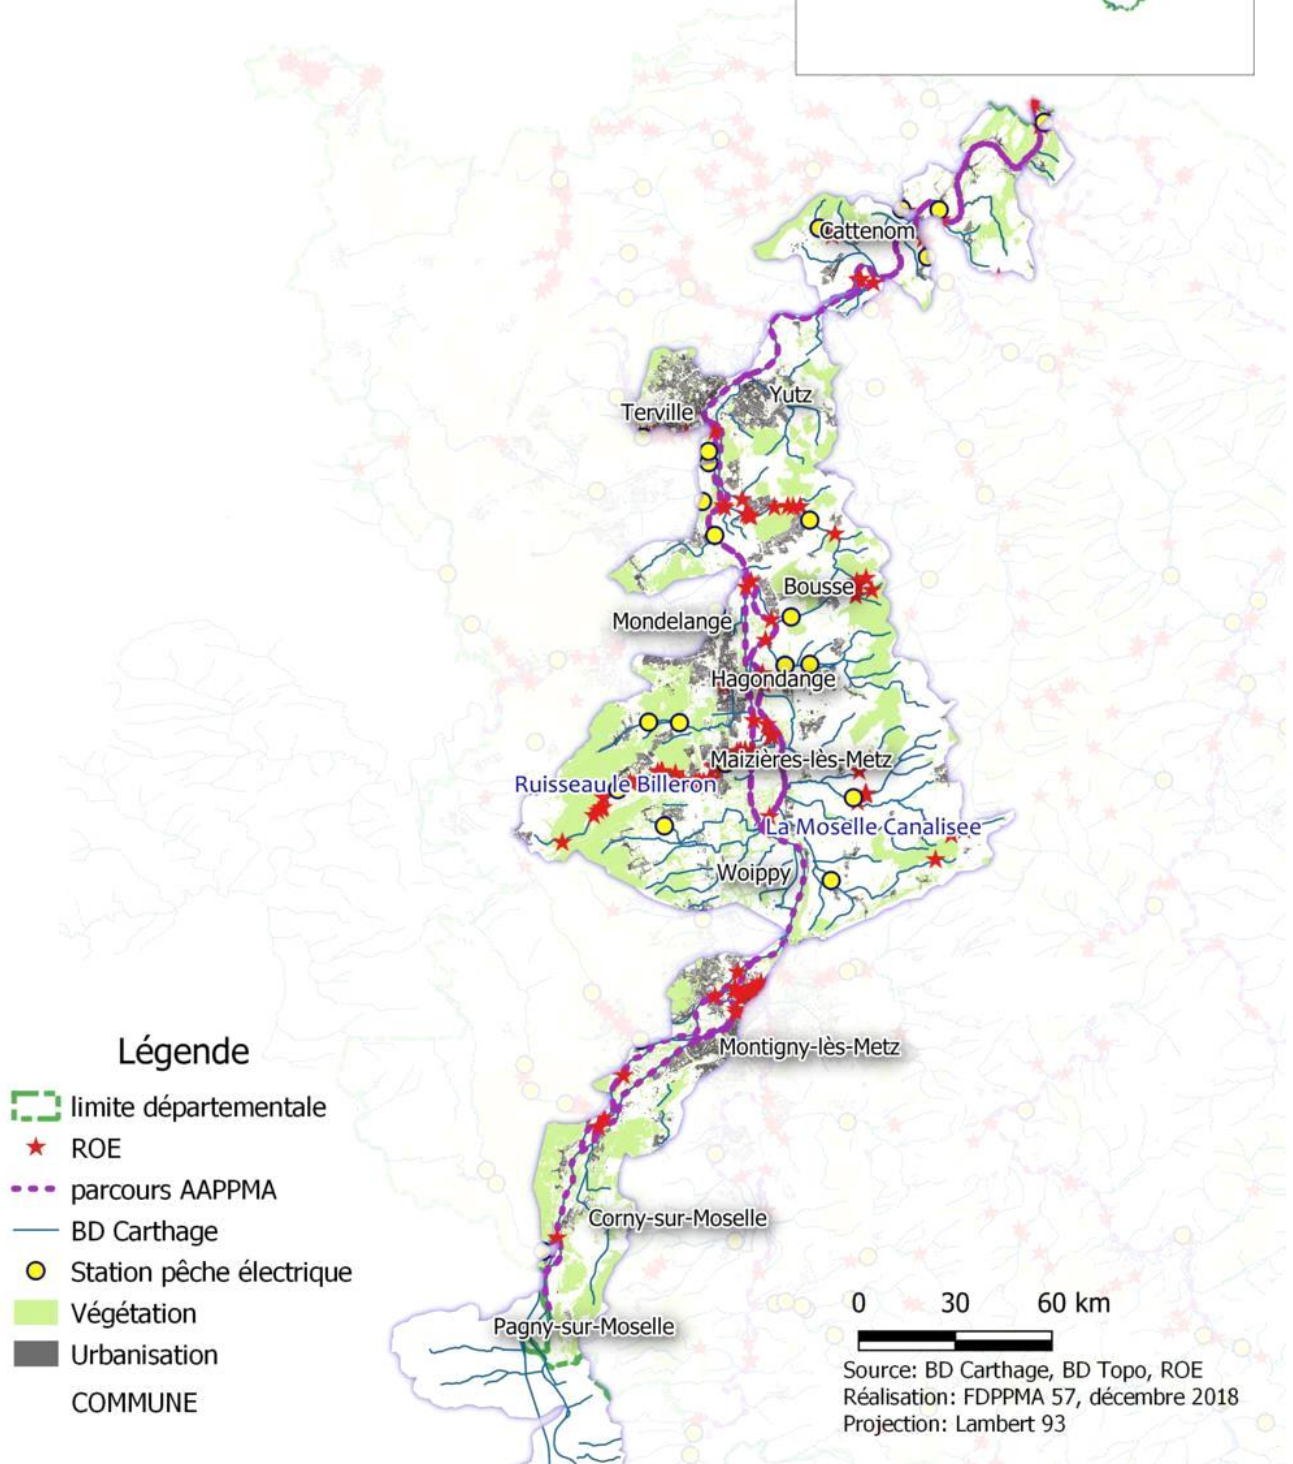 Cattenom
Yutz
Terville
Bousse
Mondelange
Hagondange
Maizières-lès-Metz
Ruisseau le Billeron
La Moselle Canalisee
Woippy
Montigny-lès-Metz
Corny-sur-Moselle
Pagny-sur-Moselle
Légende
limite départementale
ROE
parcours AAPPMA
BD Carthage
Station pêche électrique
Végétation
Urbanisation
COMMUNE
0 30 60 km
Source: BD Carthage, BD Topo, ROE
Réalisation: FDPPMA 57, décembre 2018
Projection: Lambert 93